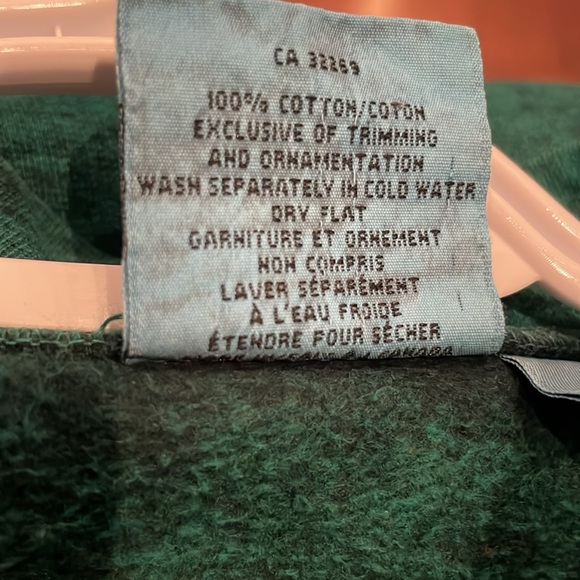 CA 32269
100% COTTON/COTON
EXCLUSIVE OF TRIMMING
AND ORNAMENTATION
WASH SEPARATELY IN COLD WATER
DRY FLAT
GARNITURE ET ORNEMENT
NON COMPRIS
LAVER SÉPARÉMENT
À L'EAU FROIDE
ÉTENDRE POUR SÉCHER